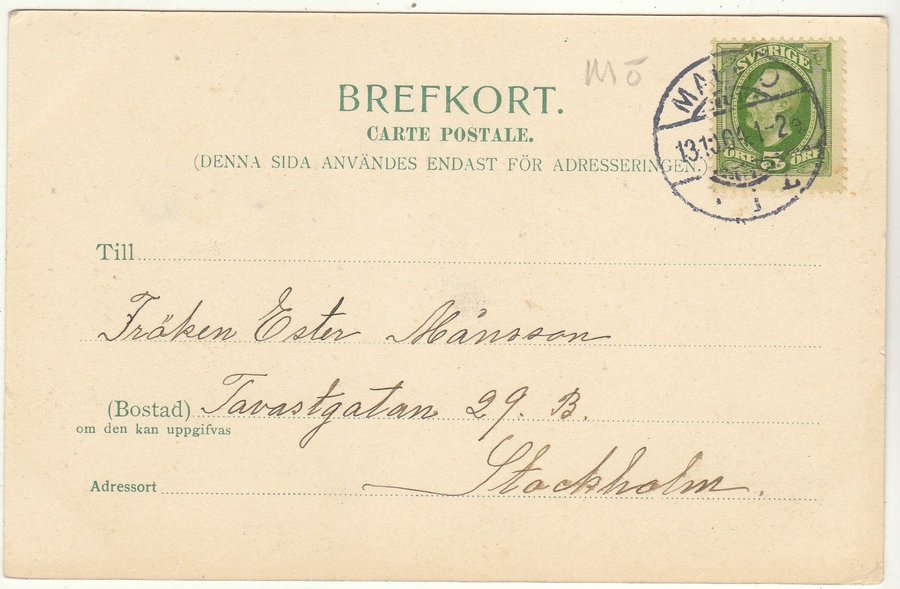 BREFKORT.
CARTE POSTALE.
(DENNA SIDA ANVÄNDES ENDAST FÖR ADRESSERINGEN.)
SVERIGE
5
ÖRE ÖRE
Till
Fröken Ester Månsson
(Bostad) Tavastgatan 29. B.
om den kan uppgifvas
Stockholm.
Adressort